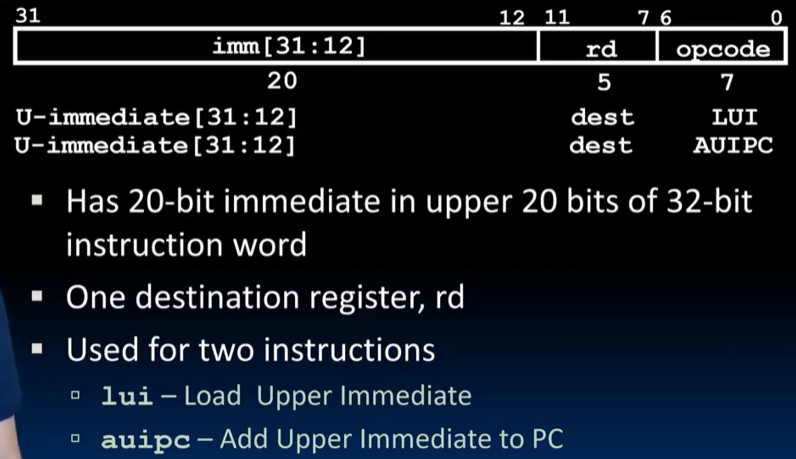 31 12 11 7 6 0
imm[31:12] rd opcode
20 5 7
U-immediate[31:12] dest LUI
U-immediate[31:12] dest AUIPC
▪ Has 20-bit immediate in upper 20 bits of 32-bit
instruction word
▪ One destination register, rd
▪ Used for two instructions
▫ lui – Load Upper Immediate
▫ auipc – Add Upper Immediate to PC